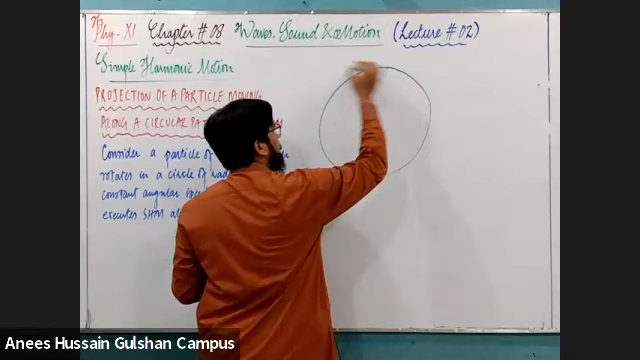 Phy-XI Chapter # 08 Waves, Sound & Motion (Lecture # 02)
Simple Harmonic Motion
PROJECTION OF A PARTICLE MOVING
ALONG A CIRCULAR
Consider a particle of
rotates in a circle of
constant angular
executes SHM
Anees Hussain Gulshan Campus